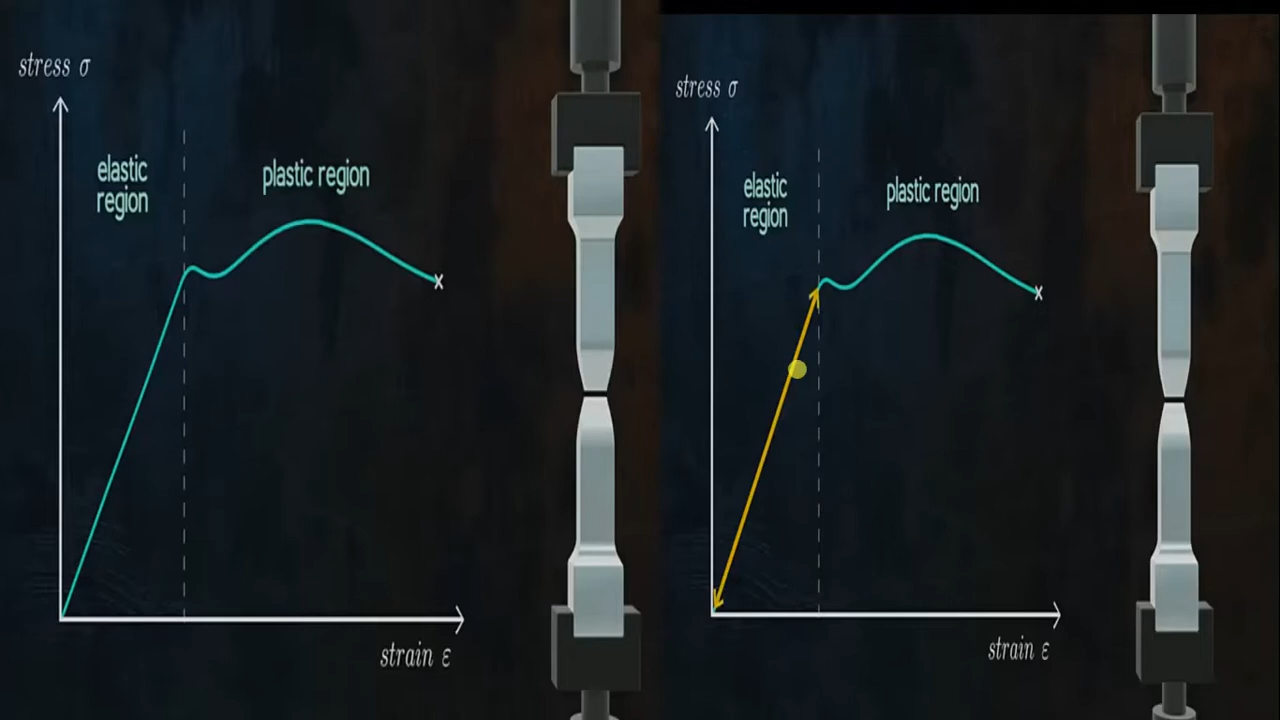 stress σ
elastic
region
plastic region
strain ε
stress σ
elastic
region
plastic region
strain ε